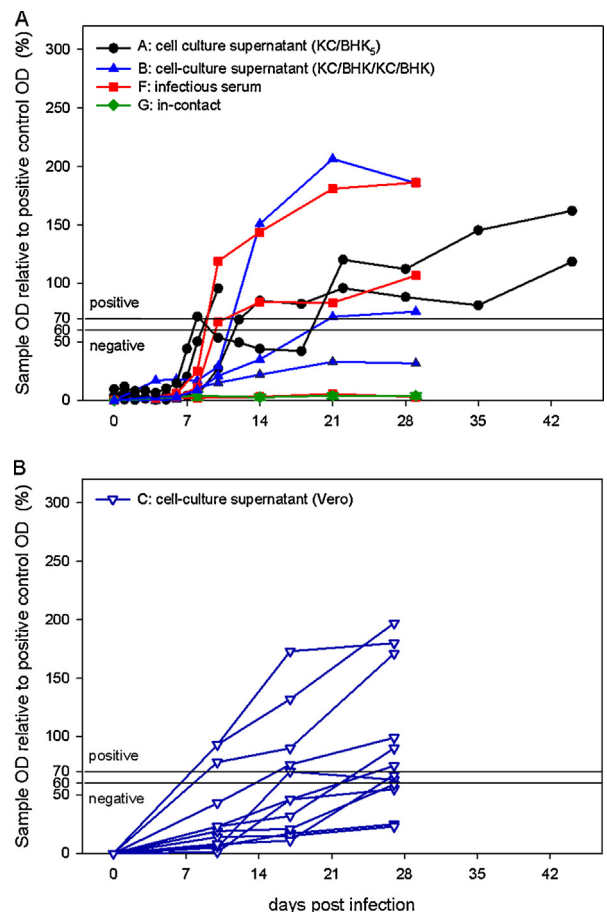 A
A: cell culture supernatant (KC/BHK5)
B: cell-culture supernatant (KC/BHK/KC/BHK)
F: infectious serum
G: in-contact
Sample OD relative to positive control OD (%)
300
250
200
150
100
positive
70
60
negative
50
0
0 7 14 21 28 35 42
B
C: cell-culture supernatant (Vero)
Sample OD relative to positive control OD (%)
300
250
200
150
100
positive
70
60
negative
50
0
0 7 14 21 28 35 42
days post infection